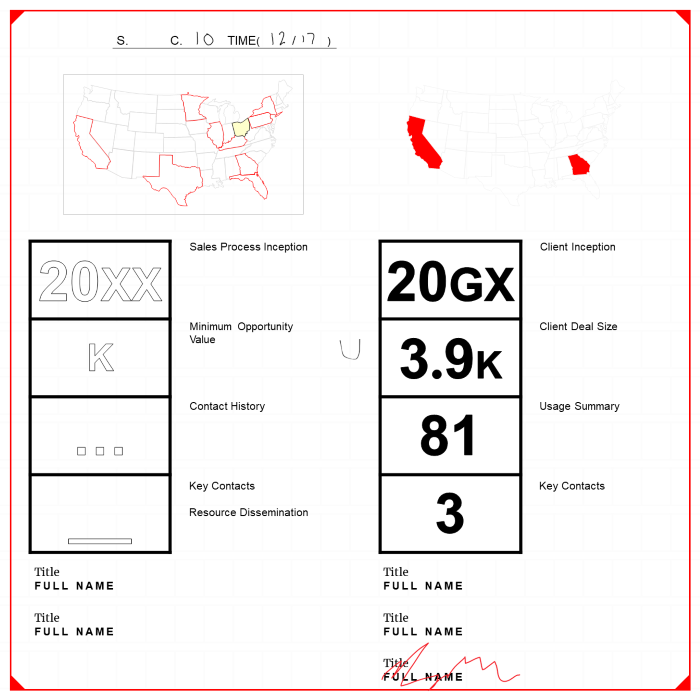 S. C. 10 TIME( 12/17 )
20XX
Sales Process Inception
K
Minimum Opportunity
Value
...
Contact History
Key Contacts
Resource Dissemination
Title
FULL NAME
Title
FULL NAME
U
20GX
Client Inception
3.9K
Client Deal Size
81
Usage Summary
3
Key Contacts
Title
FULL NAME
Title
FULL NAME
Title
FULL NAME